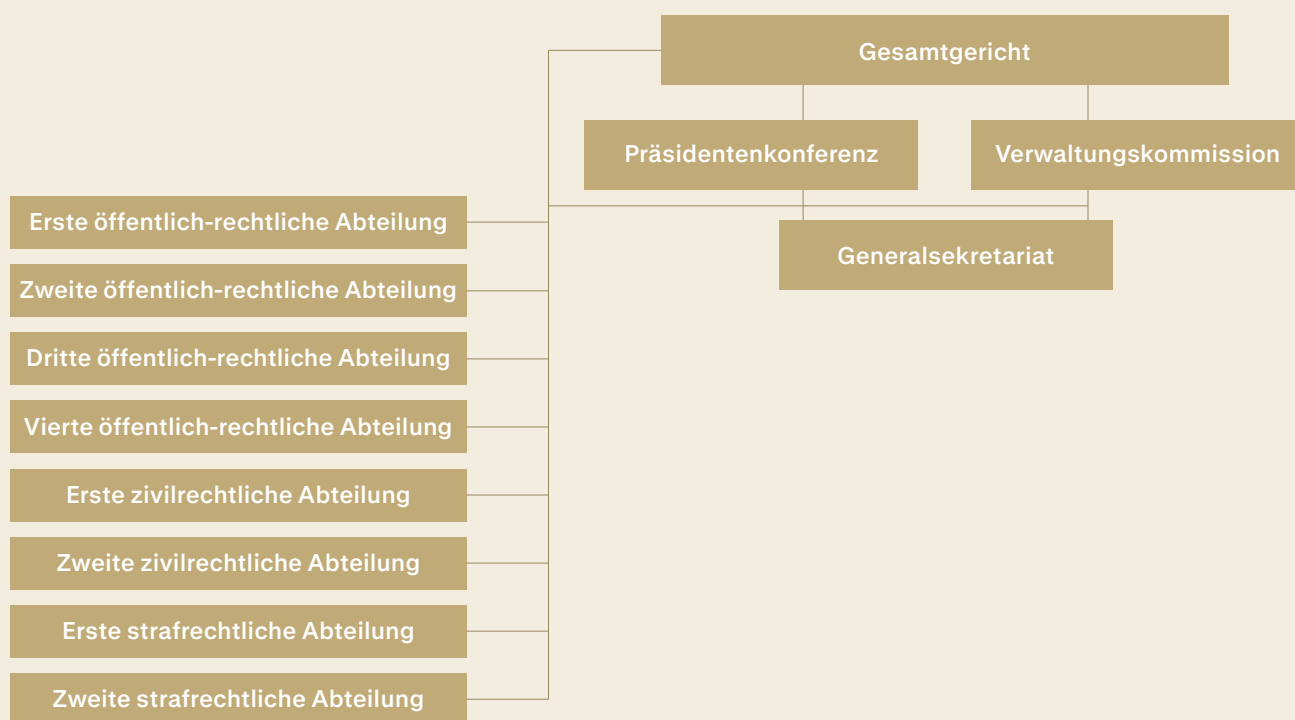 Gesamtgericht
Präsidentenkonferenz
Verwaltungskommission
Generalsekretariat
Erste öffentlich-rechtliche Abteilung
Zweite öffentlich-rechtliche Abteilung
Dritte öffentlich-rechtliche Abteilung
Vierte öffentlich-rechtliche Abteilung
Erste zivilrechtliche Abteilung
Zweite zivilrechtliche Abteilung
Erste strafrechtliche Abteilung
Zweite strafrechtliche Abteilung